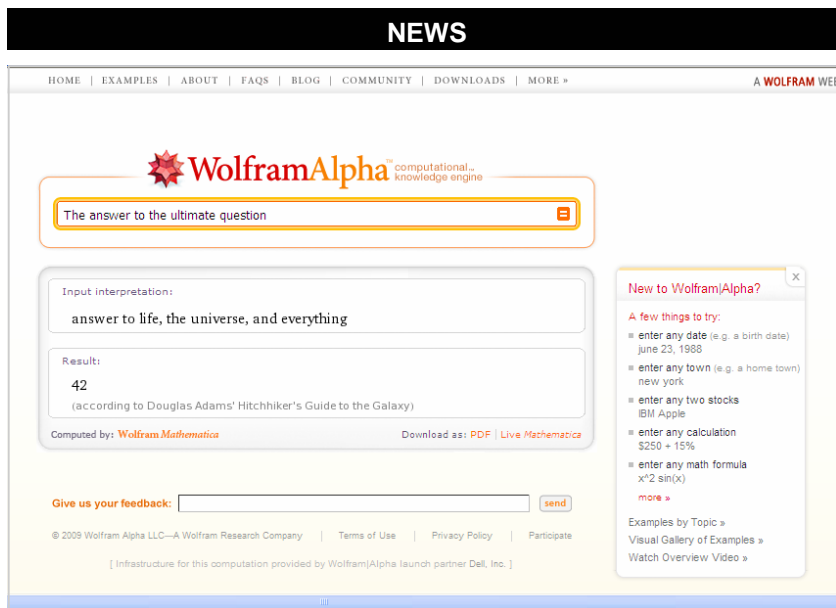 NEWS
HOME | EXAMPLES | ABOUT | FAQS | BLOG | COMMUNITY | DOWNLOADS | MORE »
A WOLFRAM WEB
WolframAlpha™ computational...
knowledge engine
The answer to the ultimate question
Input interpretation:
answer to life, the universe, and everything
Result:
42
(according to Douglas Adams' Hitchhiker's Guide to the Galaxy)
Computed by: Wolfram Mathematica
Download as: PDF | Live Mathematica
New to Wolfram|Alpha?
A few things to try:
enter any date (e.g. a birth date)
june 23, 1988
enter any town (e.g. a home town)
new york
enter any two stocks
IBM Apple
enter any calculation
$250 + 15%
enter any math formula
x^2 sin(x)
more »
Examples by Topic »
Visual Gallery of Examples »
Watch Overview Video »
Give us your feedback: send
© 2009 Wolfram Alpha LLC—A Wolfram Research Company | Terms of Use | Privacy Policy | Participate
[ Infrastructure for this computation provided by Wolfram|Alpha launch partner Dell, Inc. ]